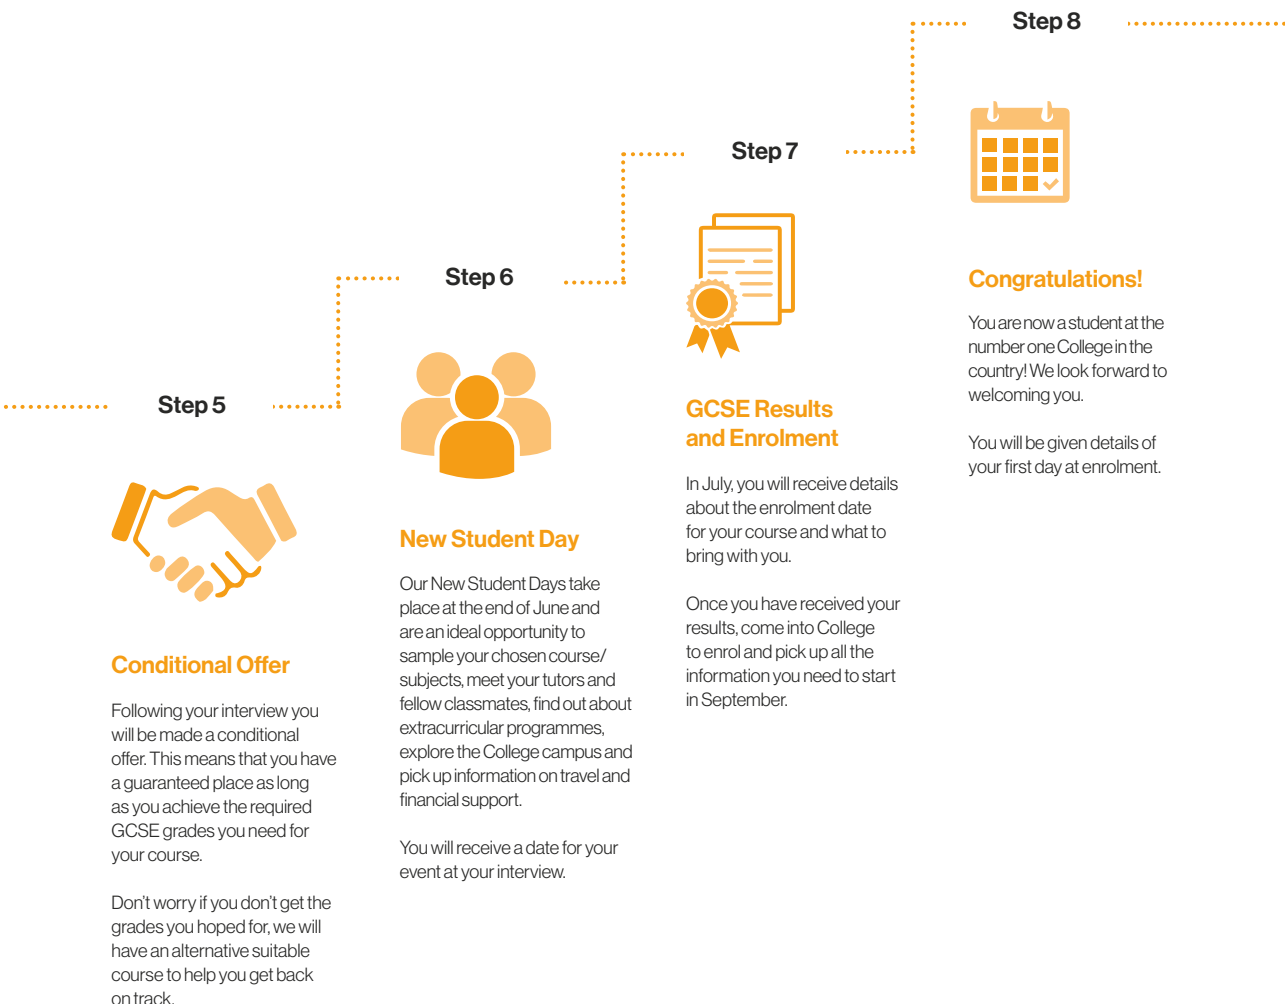 Step 5
Conditional Offer
Following your interview you
will be made a conditional
offer. This means that you have
a guaranteed place as long
as you achieve the required
GCSE grades you need for
your course.
Don’t worry if you don’t get the
grades you hoped for, we will
have an alternative suitable
course to help you get back
on track.
Step 6
New Student Day
Our New Student Days take
place at the end of June and
are an ideal opportunity to
sample your chosen course/
subjects, meet your tutors and
fellow classmates, find out about
extracurricular programmes,
explore the College campus and
pick up information on travel and
financial support.
You will receive a date for your
event at your interview.
Step 7
GCSE Results
and Enrolment
In July, you will receive details
about the enrolment date
for your course and what to
bring with you.
Once you have received your
results, come into College
to enrol and pick up all the
information you need to start
in September.
Step 8
Congratulations!
You are now a student at the
number one College in the
country! We look forward to
welcoming you.
You will be given details of
your first day at enrolment.